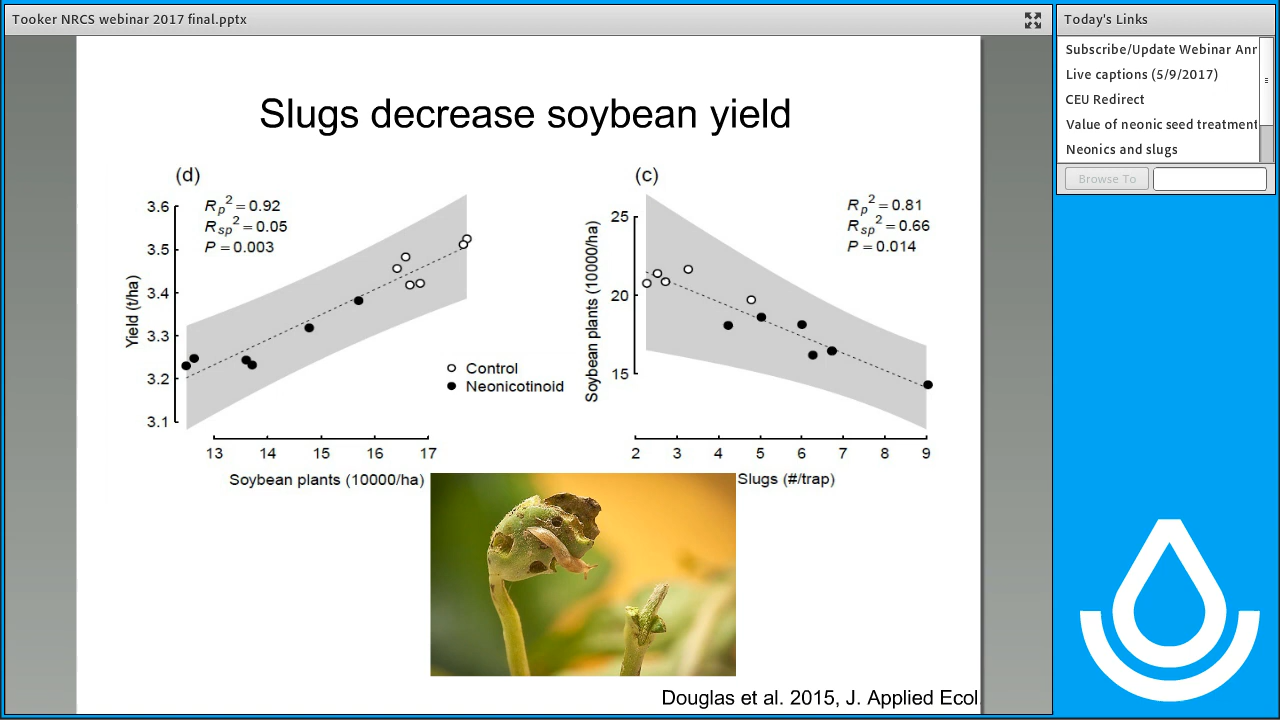 Tooker NRCS webinar 2017 final.pptx
Slugs decrease soybean yield
(d)
Rp2 = 0.92
Rsp2 = 0.05
P = 0.003
3.6
3.5
3.4
3.3
3.2
3.1
Yield (t/ha)
13 14 15 16 17
Soybean plants (10000/ha)
Control
Neonicotinoid
(c)
Rp2 = 0.81
Rsp2 = 0.66
P = 0.014
25
20
15
Soybean plants (10000/ha)
2 3 4 5 6 7 8 9
Slugs (#/trap)
Douglas et al. 2015, J. Applied Ecol.
Today's Links
Subscribe/Update Webinar Anr
Live captions (5/9/2017)
CEU Redirect
Value of neonic seed treatment
Neonics and slugs
Browse To